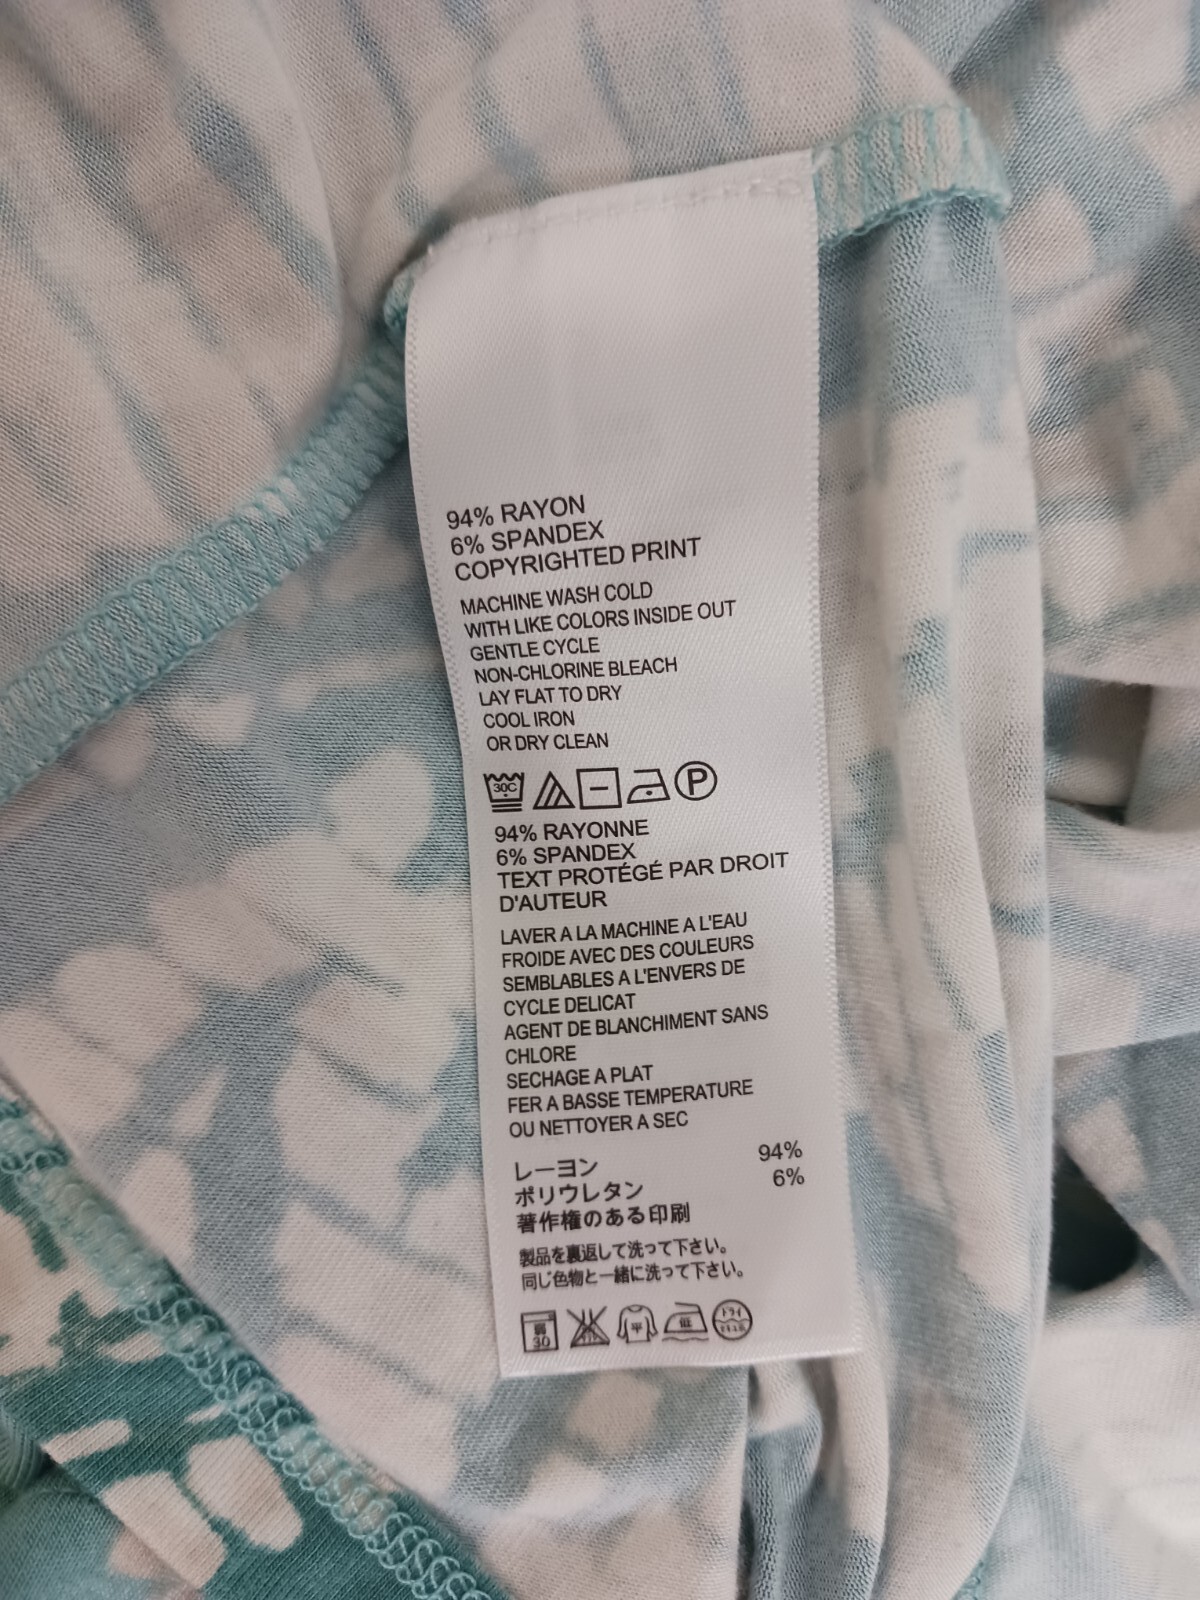 94% RAYON
6% SPANDEX
COPYRIGHTED PRINT
MACHINE WASH COLD
WITH LIKE COLORS INSIDE OUT
GENTLE CYCLE
NON-CHLORINE BLEACH
LAY FLAT TO DRY
COOL IRON
OR DRY CLEAN
30C P
94% RAYONNE
6% SPANDEX
TEXT PROTÉGÉ PAR DROIT
D'AUTEUR
LAVER A LA MACHINE A L'EAU
FROIDE AVEC DES COULEURS
SEMBLABLES A L'ENVERS DE
CYCLE DELICAT
AGENT DE BLANCHIMENT SANS
CHLORE
SECHAGE A PLAT
FER A BASSE TEMPERATURE
OU NETTOYER A SEC
レーヨン 94%
ポリウレタン 6%
著作権のある印刷
製品を裏返して洗って下さい。
同じ色物と一緒に洗って下さい。
弱 30 平 低 ドライ